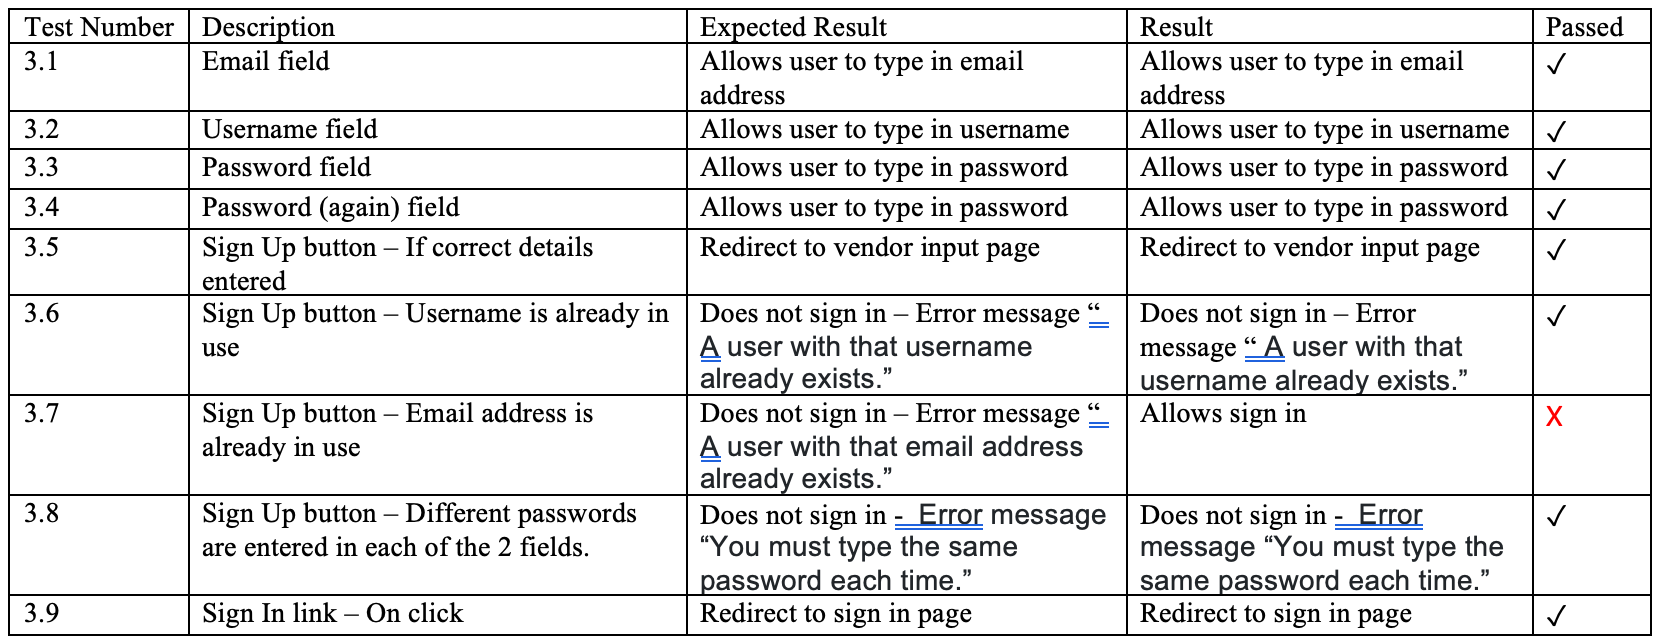 Test Number Description Expected Result Result Passed
3.1 Email field Allows user to type in email Allows user to type in email ✓
address address
3.2 Username field Allows user to type in username Allows user to type in username ✓
3.3 Password field Allows user to type in password Allows user to type in password ✓
3.4 Password (again) field Allows user to type in password Allows user to type in password ✓
3.5 Sign Up button – If correct details Redirect to vendor input page Redirect to vendor input page ✓
entered
3.6 Sign Up button – Username is already in Does not sign in – Error message “ Does not sign in – Error ✓
use A user with that username message “ A user with that
already exists.” username already exists.”
3.7 Sign Up button – Email address is Does not sign in – Error message “ Allows sign in X
already in use A user with that email address
already exists.”
3.8 Sign Up button – Different passwords Does not sign in - Error message Does not sign in - Error ✓
are entered in each of the 2 fields. “You must type the same message “You must type the
password each time.” same password each time.”
3.9 Sign In link – On click Redirect to sign in page Redirect to sign in page ✓